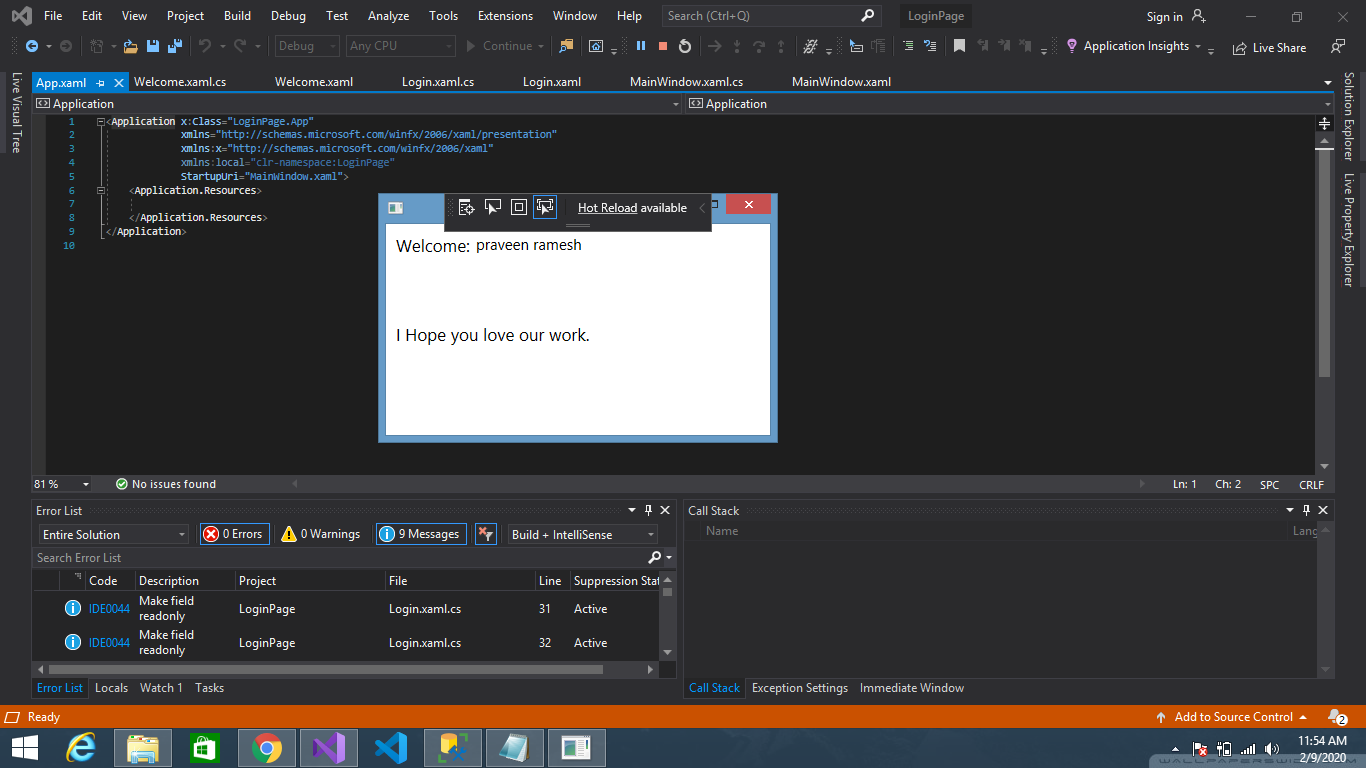 File Edit View Project Build Debug Test Analyze Tools Extensions Window Help Search (Ctrl+Q) LoginPage Sign in
Debug Any CPU Continue Application Insights Live Share
App.xaml Welcome.xaml.cs Welcome.xaml Login.xaml.cs Login.xaml MainWindow.xaml.cs MainWindow.xaml
Application Application
Live Visual Tree
Solution Explorer
Live Property Explorer
1 <Application x:Class="LoginPage.App"
2 xmlns="http://schemas.microsoft.com/winfx/2006/xaml/presentation"
3 xmlns:x="http://schemas.microsoft.com/winfx/2006/xaml"
4 xmlns:local="clr-namespace:LoginPage"
5 StartupUri="MainWindow.xaml">
6 <Application.Resources>
7
8 </Application.Resources>
9 </Application>
10
Hot Reload available
Welcome: praveen ramesh
I Hope you love our work.
81 % No issues found Ln: 1 Ch: 2 SPC CRLF
Error List
Entire Solution 0 Errors 0 Warnings 9 Messages Build + IntelliSense
Search Error List
Code Description Project File Line Suppression Stat
IDE0044 Make field readonly LoginPage Login.xaml.cs 31 Active
IDE0044 Make field readonly LoginPage Login.xaml.cs 32 Active
Error List Locals Watch 1 Tasks
Call Stack
Name Lang
Call Stack Exception Settings Immediate Window
Ready Add to Source Control 2
11:54 AM
2/9/2020